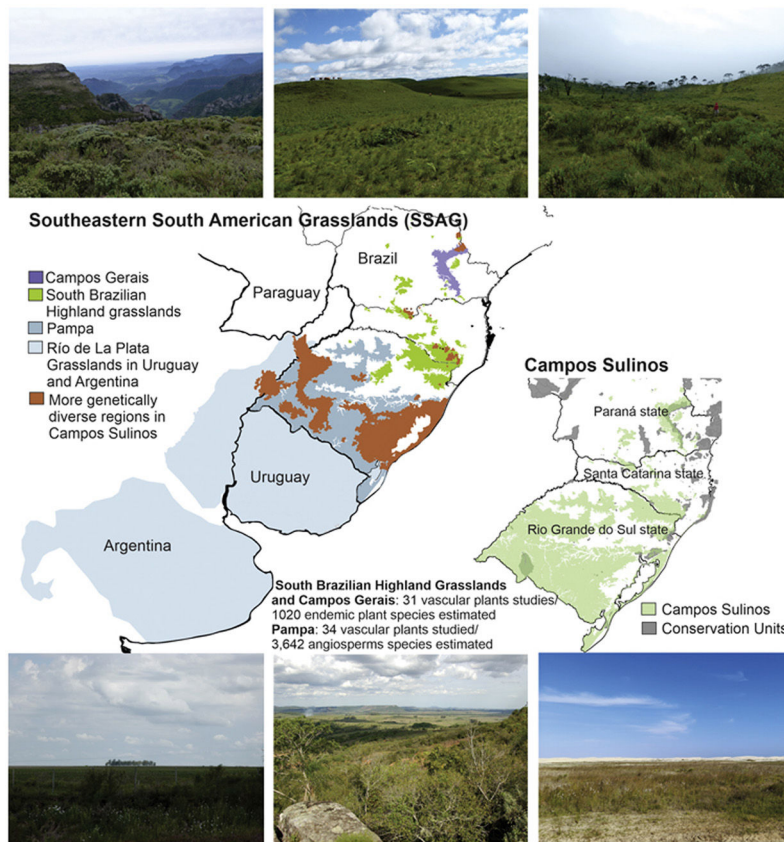 Southeastern South American Grasslands (SSAG)
Brazil
Paraguay
Campos Gerais
South Brazilian
Highland grasslands
Pampa
Río de La Plata
Grasslands in Uruguay
and Argentina
More genetically
diverse regions in
Campos Sulinos
Uruguay
Argentina
Campos Sulinos
Paraná state
Santa Catarina state
Rio Grande do Sul state
Campos Sulinos
Conservation Units
South Brazilian Highland Grasslands
and Campos Gerais: 31 vascular plants studies/
1020 endemic plant species estimated
Pampa: 34 vascular plants studied/
3,642 angiosperms species estimated